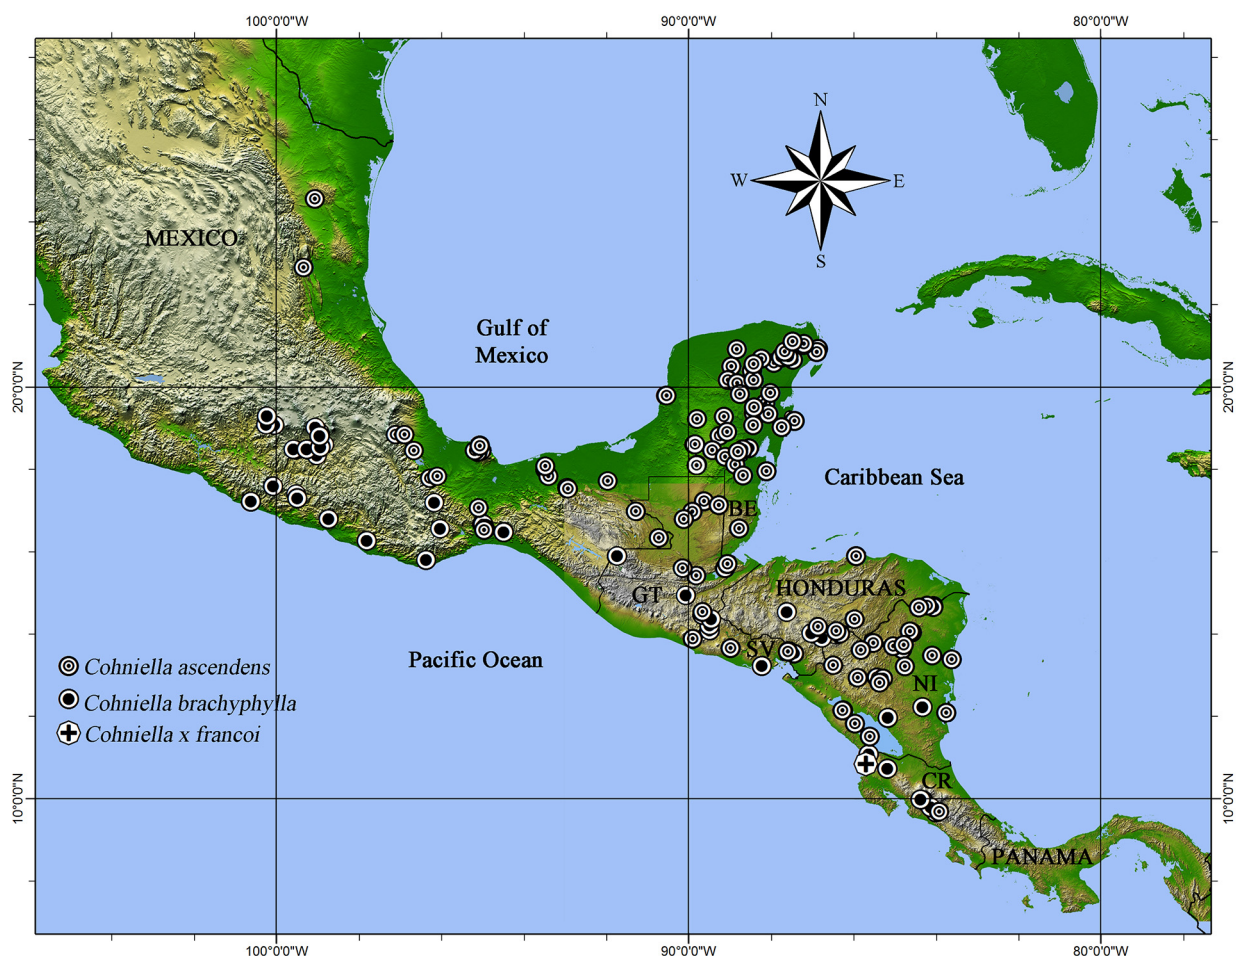 100°0'0"W 90°0'0"W 80°0'0"W
N
W E
S
MEXICO
Gulf of
Mexico
20°0'0"N 20°0'0"N
Caribbean Sea
BE
HONDURAS
GT
SV
Pacific Ocean
NI
Cohniella ascendens
Cohniella brachyphylla
Cohniella x francoi
CR
10°0'0"N 10°0'0"N
PANAMA
100°0'0"W 90°0'0"W 80°0'0"W